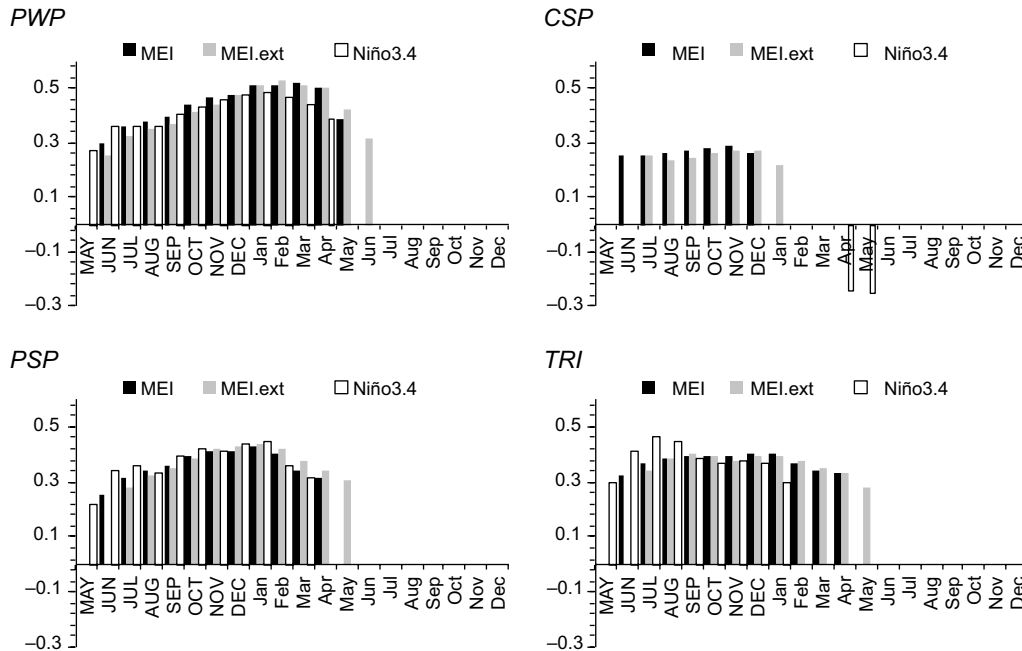 PWP
MEI MEI.ext Niño3.4
0.5
0.3
0.1
–0.1
–0.3
MAY JUN JUL AUG SEP OCT NOV DEC Jan Feb Mar Apr May Jun Jul Aug Sep Oct Nov Dec
CSP
MEI MEI.ext Niño3.4
0.5
0.3
0.1
–0.1
–0.3
MAY JUN JUL AUG SEP OCT NOV DEC Jan Feb Mar Apr May Jun Jul Aug Sep Oct Nov Dec
PSP
MEI MEI.ext Niño3.4
0.5
0.3
0.1
–0.1
–0.3
MAY JUN JUL AUG SEP OCT NOV DEC Jan Feb Mar Apr May Jun Jul Aug Sep Oct Nov Dec
TRI
MEI MEI.ext Niño3.4
0.5
0.3
0.1
–0.1
–0.3
MAY JUN JUL AUG SEP OCT NOV DEC Jan Feb Mar Apr May Jun Jul Aug Sep Oct Nov Dec